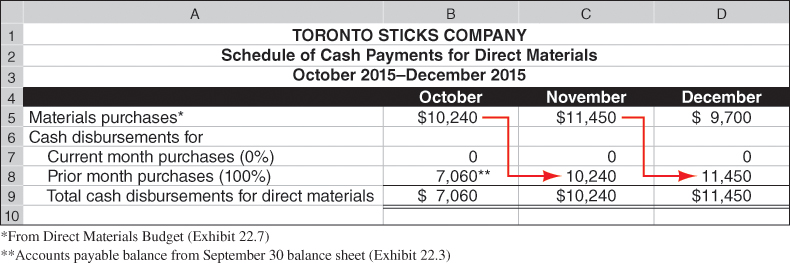 A B C D
1 TORONTO STICKS COMPANY
2 Schedule of Cash Payments for Direct Materials
3 October 2015–December 2015
4 October November December
5 Materials purchases* $10,240 $11,450 $ 9,700
6 Cash disbursements for
7 Current month purchases (0%) 0 0 0
8 Prior month purchases (100%) 7,060** 10,240 11,450
9 Total cash disbursements for direct materials $ 7,060 $10,240 $11,450
10
*From Direct Materials Budget (Exhibit 22.7)
**Accounts payable balance from September 30 balance sheet (Exhibit 22.3)